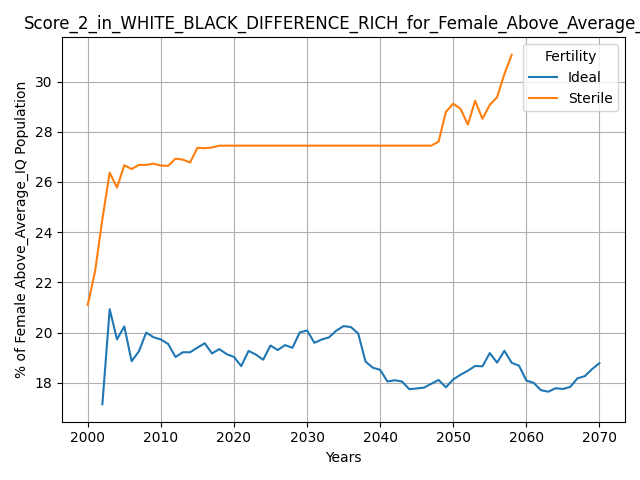 Score_2_in_WHITE_BLACK_DIFFERENCE_RICH_for_Female_Above_Average_
Fertility
Ideal
Sterile
% of Female Above_Average_IQ Population
30
28
26
24
22
20
18
2000 2010 2020 2030 2040 2050 2060 2070
Years